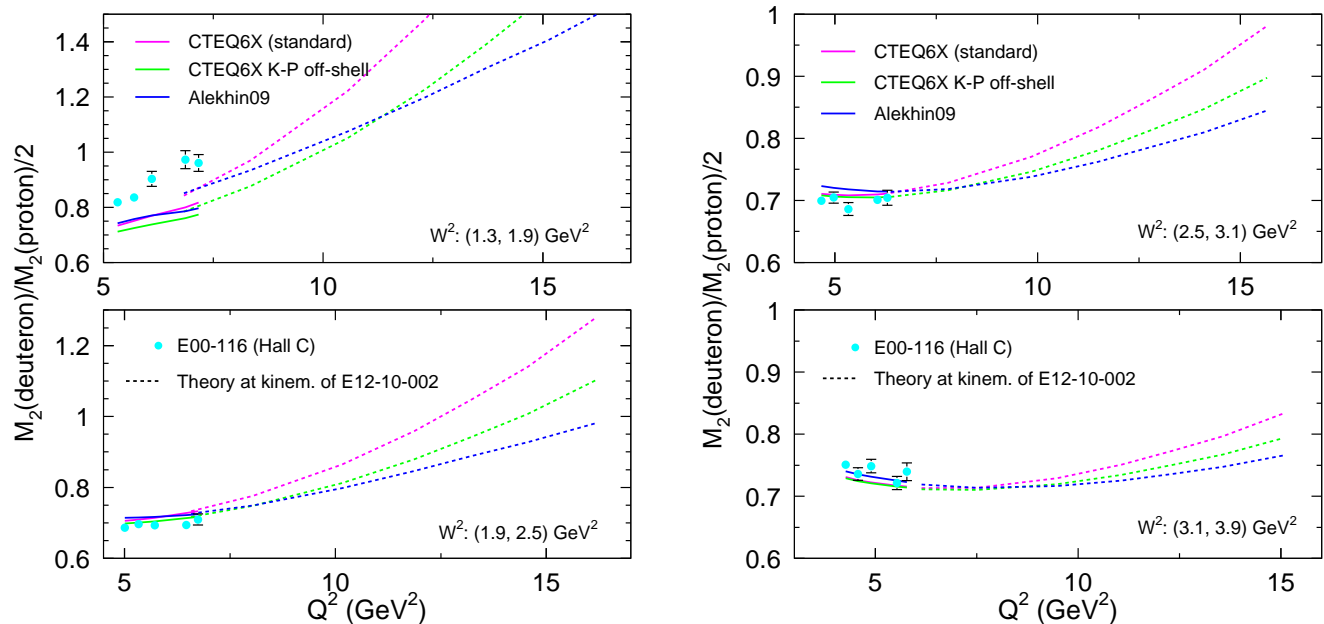 M₂(deuteron)/M₂(proton)/2
1.4
1.2
1
0.8
0.6
CTEQ6X (standard)
CTEQ6X K-P off-shell
Alekhin09
W²: (1.3, 1.9) GeV²
5
10
15
1.2
1
0.8
0.6
E00-116 (Hall C)
Theory at kinem. of E12-10-002
W²: (1.9, 2.5) GeV²
5
10
15
Q² (GeV²)
M₂(deuteron)/M₂(proton)/2
1
0.9
0.8
0.7
0.6
CTEQ6X (standard)
CTEQ6X K-P off-shell
Alekhin09
W²: (2.5, 3.1) GeV²
5
10
15
1
0.9
0.8
0.7
0.6
E00-116 (Hall C)
Theory at kinem. of E12-10-002
W²: (3.1, 3.9) GeV²
5
10
15
Q² (GeV²)